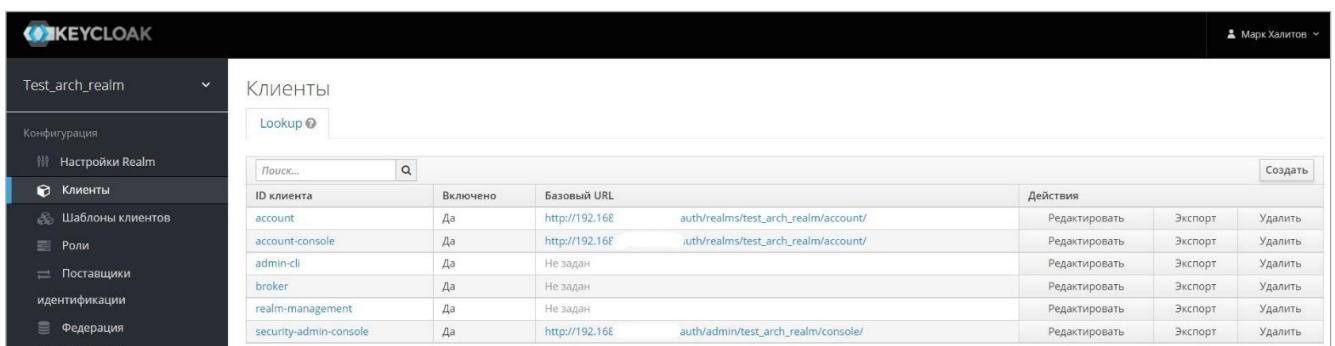 KEYCLOAK
Марк Халитов
Test_arch_realm
Конфигурация
Настройки Realm
Клиенты
Шаблоны клиентов
Роли
Поставщики
идентификации
Федерация
Клиенты
Lookup
Поиск...
Создать
ID клиента Включено Базовый URL Действия
account Да http://192.168 auth/realms/test_arch_realm/account/ Редактировать Экспорт Удалить
account-console Да http://192.168 uth/realms/test_arch_realm/account/ Редактировать Экспорт Удалить
admin-cli Да Не задан Редактировать Экспорт Удалить
broker Да Не задан Редактировать Экспорт Удалить
realm-management Да Не задан Редактировать Экспорт Удалить
security-admin-console Да http://192.168 auth/admin/test_arch_realm/console/ Редактировать Экспорт Удалить